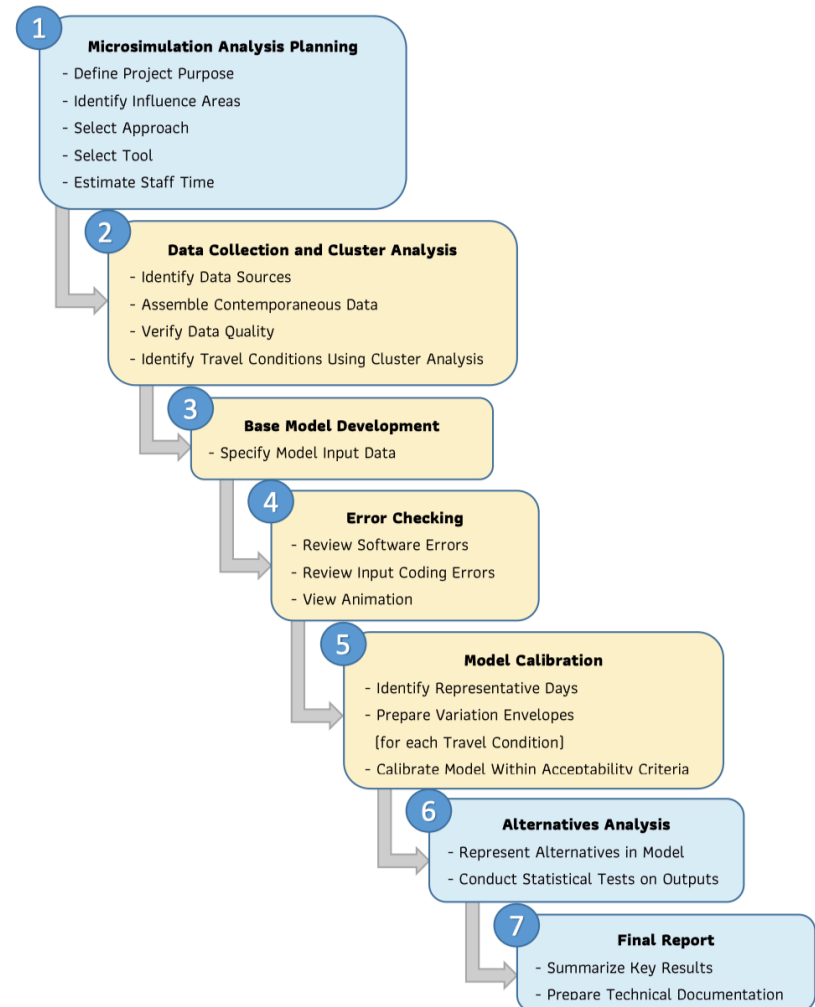 1
Microsimulation Analysis Planning
- Define Project Purpose
- Identify Influence Areas
- Select Approach
- Select Tool
- Estimate Staff Time
2
Data Collection and Cluster Analysis
- Identify Data Sources
- Assemble Contemporaneous Data
- Verify Data Quality
- Identify Travel Conditions Using Cluster Analysis
3
Base Model Development
- Specify Model Input Data
4
Error Checking
- Review Software Errors
- Review Input Coding Errors
- View Animation
5
Model Calibration
- Identify Representative Days
- Prepare Variation Envelopes
(for each Travel Condition)
- Calibrate Model Within Acceptability Criteria
6
Alternatives Analysis
- Represent Alternatives in Model
- Conduct Statistical Tests on Outputs
7
Final Report
- Summarize Key Results
- Prepare Technical Documentation